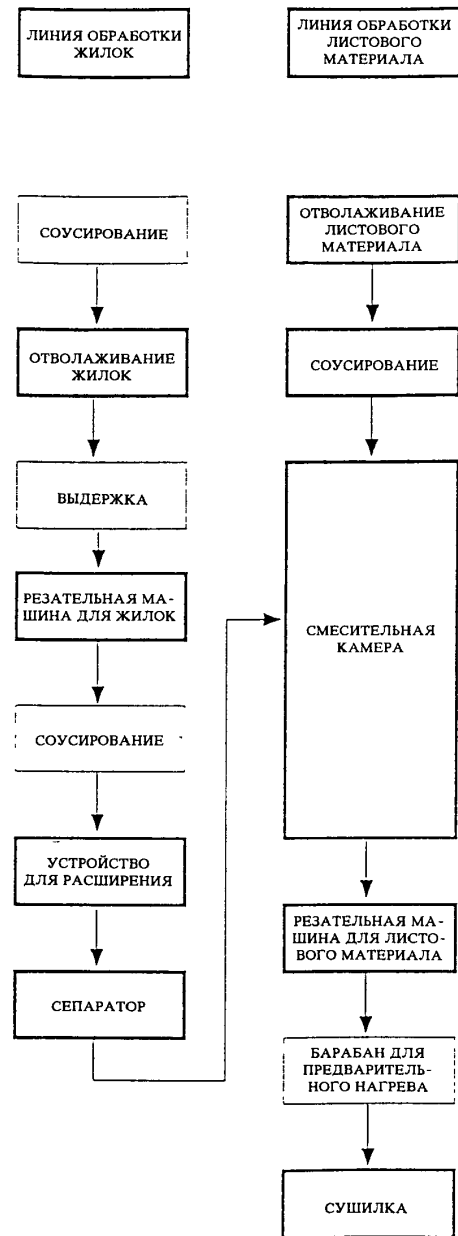 ЛИНИЯ ОБРАБОТКИ
ЖИЛОК
ЛИНИЯ ОБРАБОТКИ
ЛИСТОВОГО
МАТЕРИАЛА
СОУСИРОВАНИЕ
ОТВОЛАЖИВАНИЕ
ЖИЛОК
ВЫДЕРЖКА
РЕЗАТЕЛЬНАЯ МА-
ШИНА ДЛЯ ЖИЛОК
СОУСИРОВАНИЕ
УСТРОЙСТВО
ДЛЯ РАСШИРЕНИЯ
СЕПАРАТОР
ОТВОЛАЖИВАНИЕ
ЛИСТОВОГО
МАТЕРИАЛА
СОУСИРОВАНИЕ
СМЕСИТЕЛЬНАЯ
КАМЕРА
РЕЗАТЕЛЬНАЯ МА-
ШИНА ДЛЯ ЛИСТО-
ВОГО МАТЕРИАЛА
БАРАБАН ДЛЯ
ПРЕДВАРИТЕЛЬ-
НОГО НАГРЕВА
СУШИЛКА